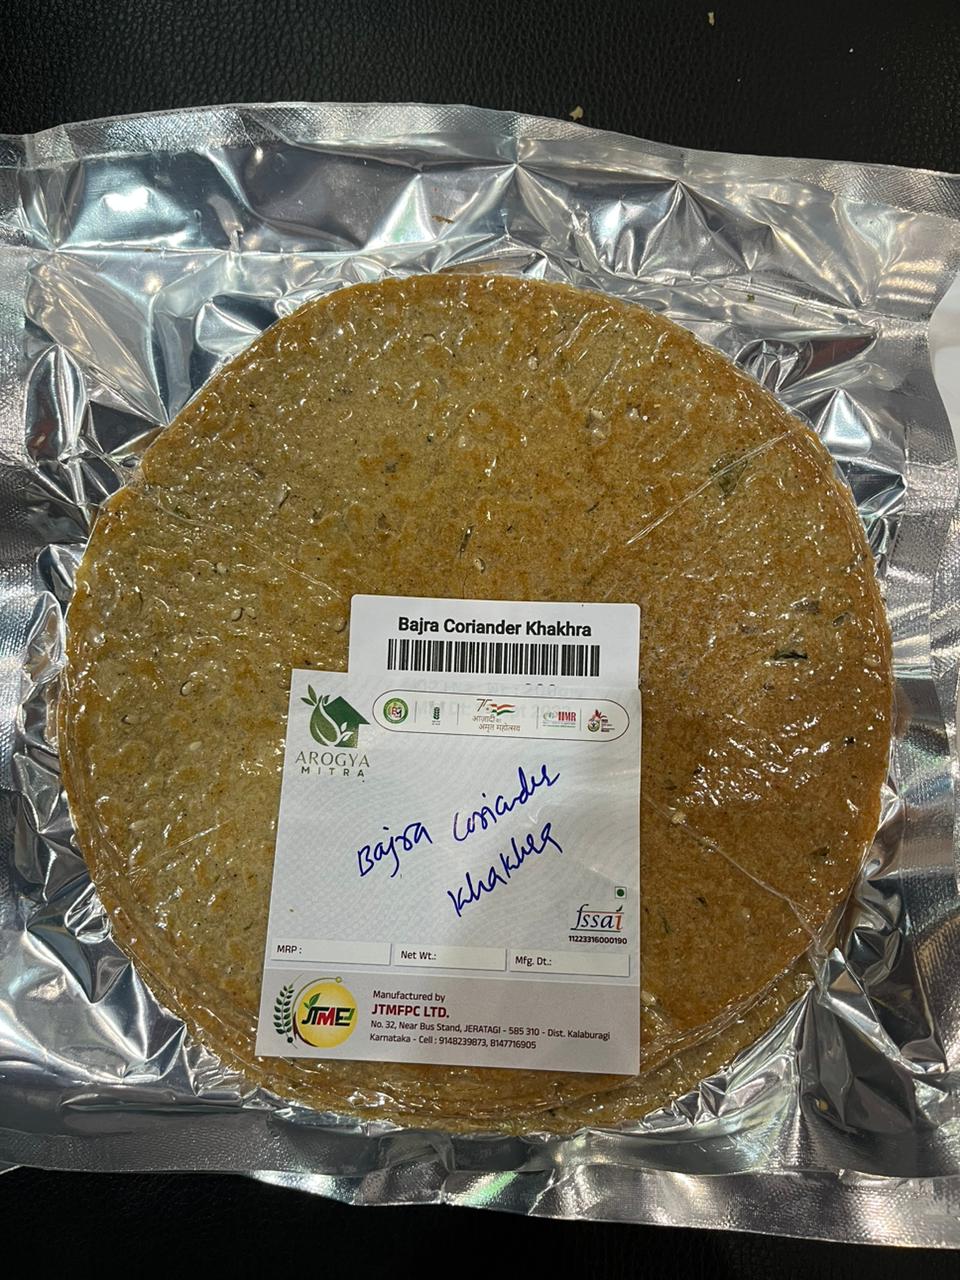 Bajra Coriander Khakhra
AROGYA
MITRA
75
आज़ादी का
अमृत महोत्सव
IIMR
Bajra Coriander
Khakhra
fssai
11223316000190
MRP :
Net Wt.:
Mfg. Dt.:
JTMF
Manufactured by
JTMFPC LTD.
No. 32, Near Bus Stand, JERATAGI - 585 310 - Dist. Kalaburagi
Karnataka - Cell : 9148239873, 8147716905